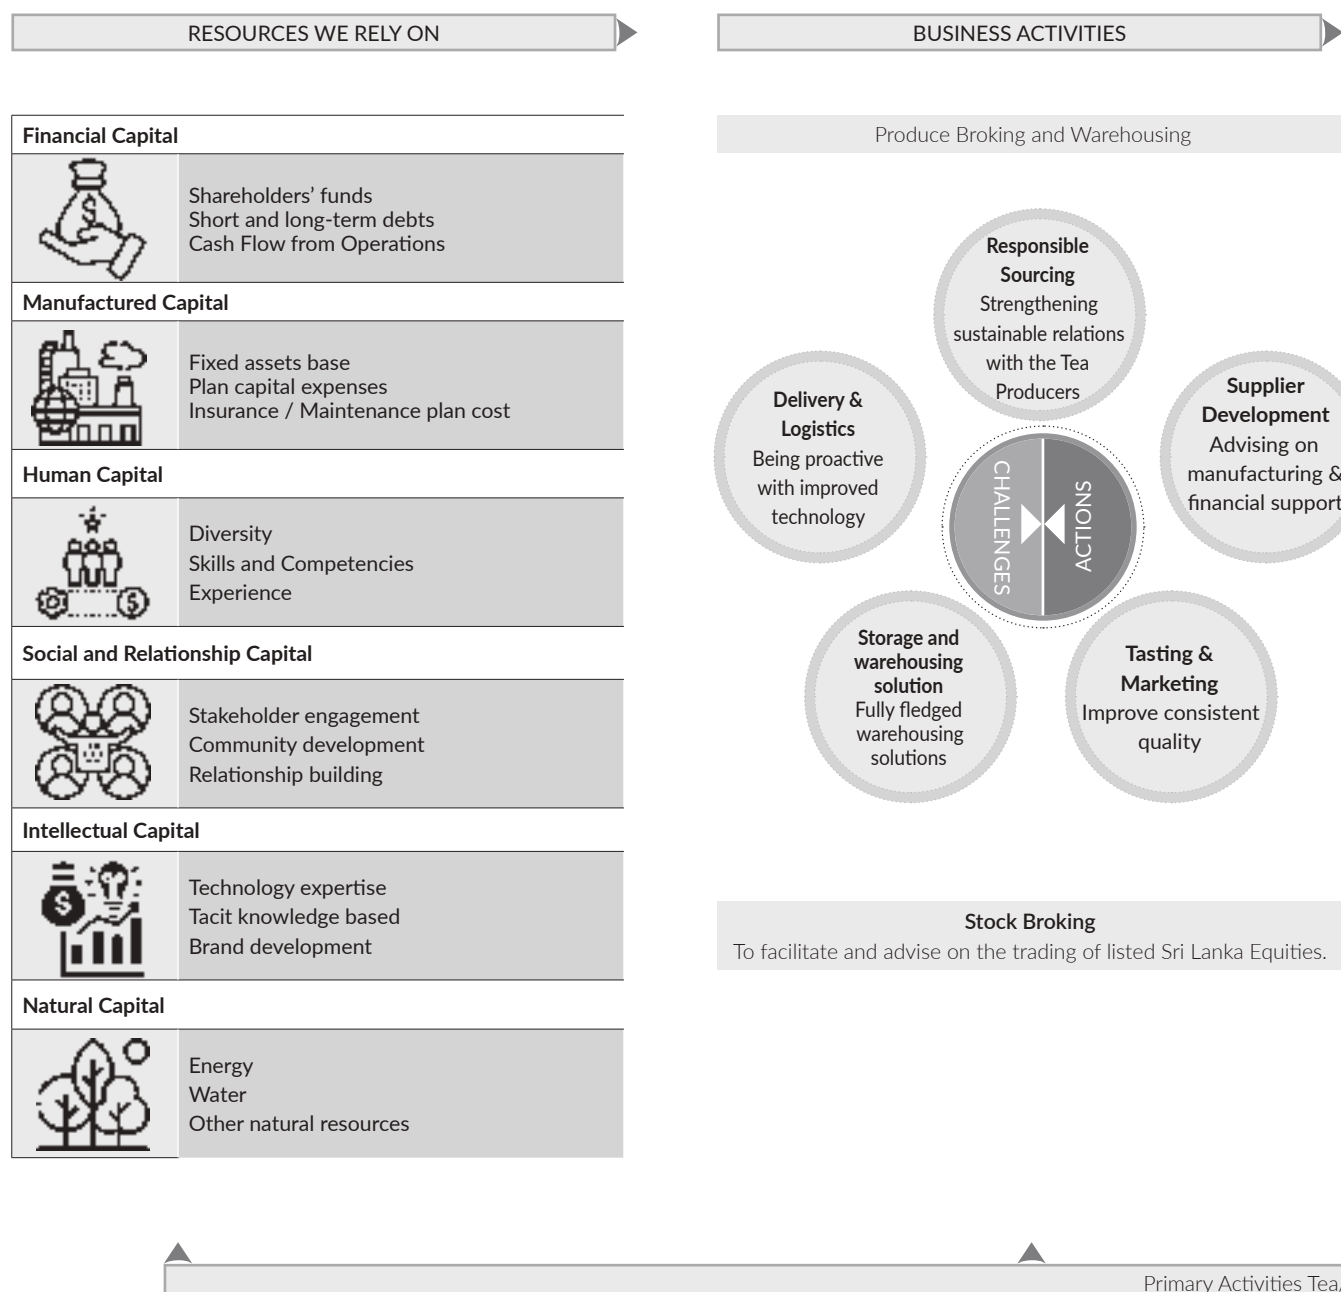 RESOURCES WE RELY ON
Financial Capital
Shareholders’ funds
Short and long-term debts
Cash Flow from Operations
Manufactured Capital
Fixed assets base
Plan capital expenses
Insurance / Maintenance plan cost
Human Capital
Diversity
Skills and Competencies
Experience
Social and Relationship Capital
Stakeholder engagement
Community development
Relationship building
Intellectual Capital
Technology expertise
Tacit knowledge based
Brand development
Natural Capital
Energy
Water
Other natural resources
BUSINESS ACTIVITIES
Produce Broking and Warehousing
Responsible
Sourcing
Strengthening
sustainable relations
with the Tea
Producers
Delivery &
Logistics
Being proactive
with improved
technology
Supplier
Development
Advising on
manufacturing &
financial support
CHALLENGES
ACTIONS
Storage and
warehousing
solution
Fully fledged
warehousing
solutions
Tasting &
Marketing
Improve consistent
quality
Stock Broking
To facilitate and advise on the trading of listed Sri Lanka Equities.
Primary Activities Tea,